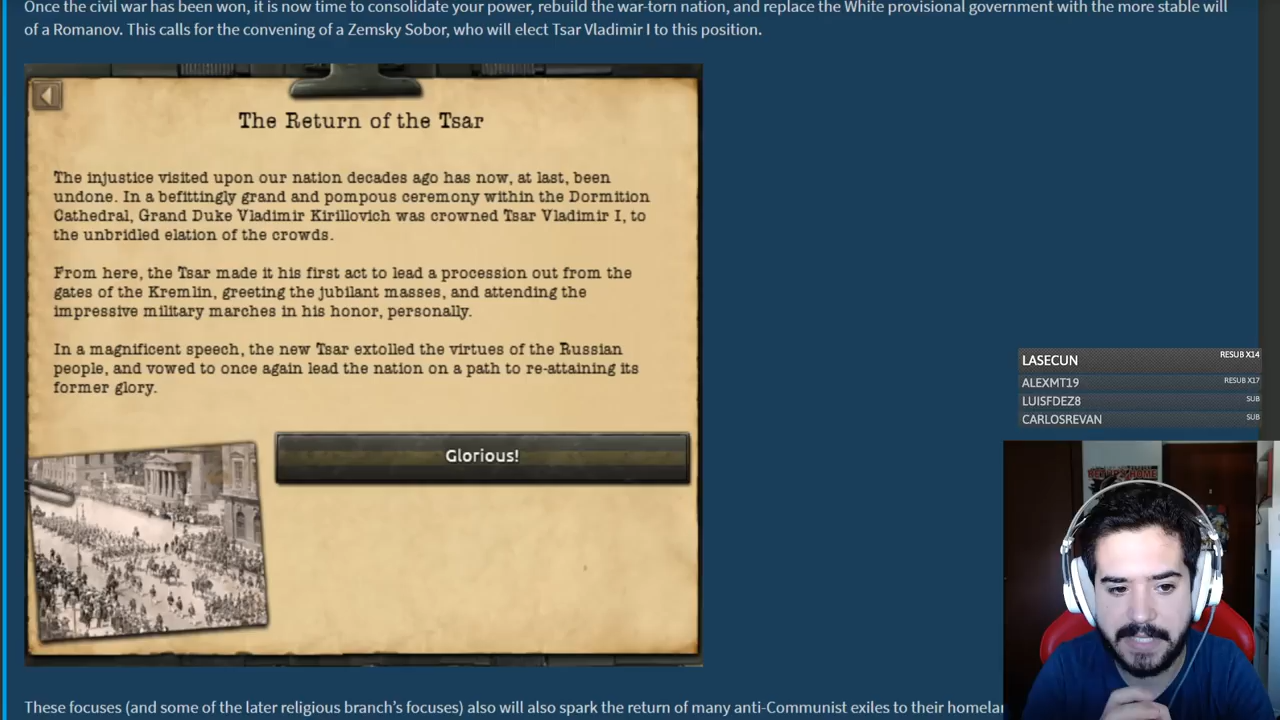 Once the civil war has been won, it is now time to consolidate your power, rebuild the war-torn nation, and replace the White provisional government with the more stable will
of a Romanov. This calls for the convening of a Zemsky Sobor, who will elect Tsar Vladimir I to this position.
The Return of the Tsar
The injustice visited upon our nation decades ago has now, at last, been
undone. In a befittingly grand and pompous ceremony within the Dormition
Cathedral, Grand Duke Vladimir Kirillovich was crowned Tsar Vladimir I, to
the unbridled elation of the crowds.
From here, the Tsar made it his first act to lead a procession out from the
gates of the Kremlin, greeting the jubilant masses, and attending the
impressive military marches in his honor, personally.
In a magnificent speech, the new Tsar extolled the virtues of the Russian
people, and vowed to once again lead the nation on a path to re-attaining its
former glory.
Glorious!
LASECUN RESUB X14
ALEXMT19 RESUB X17
LUISFDEZ8 SUB
CARLOSREVAN SUB
These focuses (and some of the later religious branch's focuses) also will also spark the return of many anti-Communist exiles to their homelan